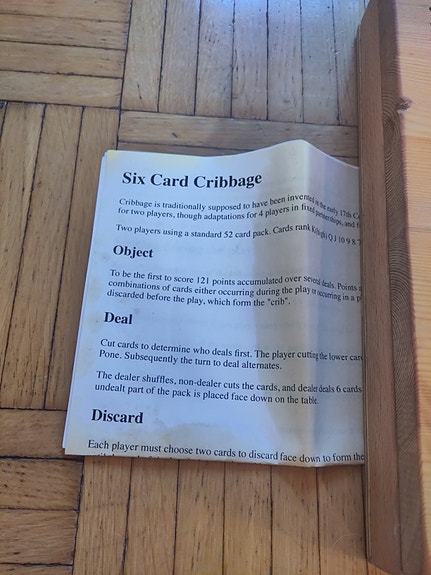 Six Card Cribbage
Cribbage is traditionally supposed to have been invented in the early 17th
for two players, though adaptations for 4 players in fixed partnerships, and
Two players using a standard 52 card pack. Cards rank K(high) Q J 10 9 8
Object
To be the first to score 121 points accumulated over several deals. Points
combinations of cards either occurring during the play or occurring in a
discarded before the play, which form the "crib".
Deal
Cut cards to determine who deals first. The player cutting the lower
Pone. Subsequently the turn to deal alternates.
The dealer shuffles, non-dealer cuts the cards, and dealer deals 6 cards
undealt part of the pack is placed face down on the table.
Discard
Each player must choose two cards to discard face down to form the